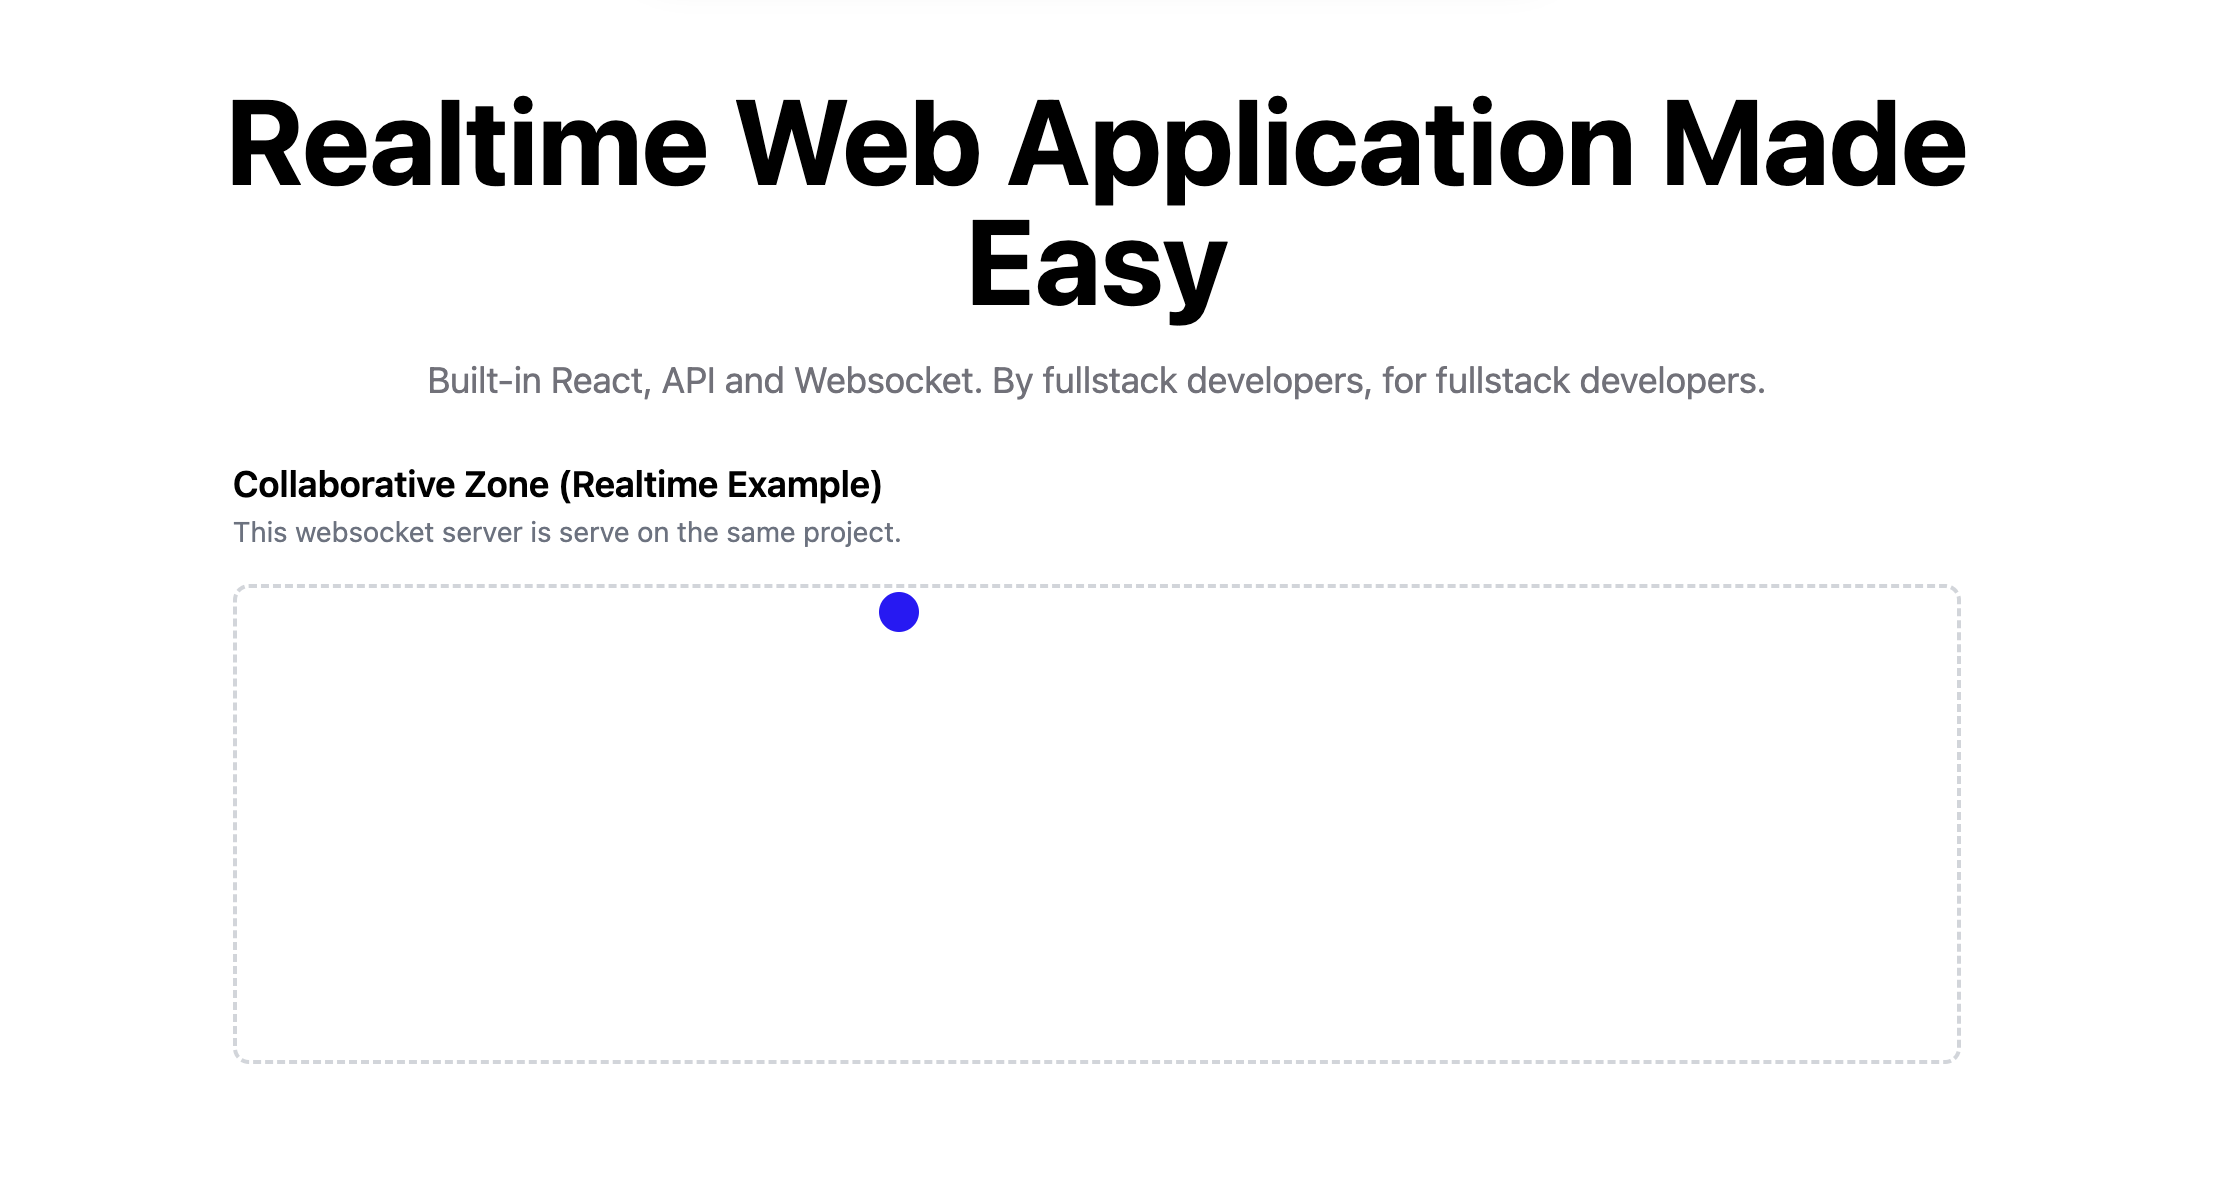 Realtime Web Application Made
Easy
Built-in React, API and Websocket. By fullstack developers, for fullstack developers.
Collaborative Zone (Realtime Example)
This websocket server is serve on the same project.